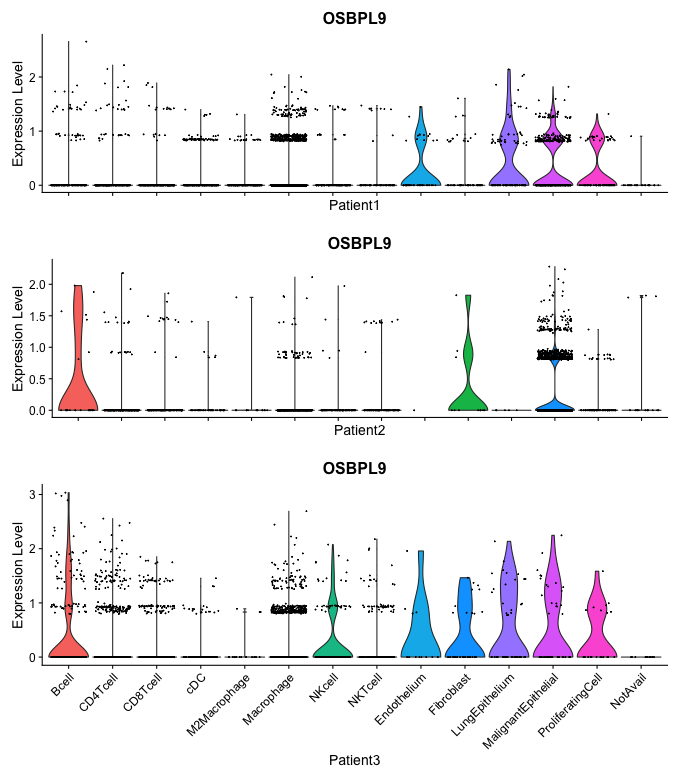 OSBPL9
Expression Level
2
1
0
Patient1
OSBPL9
Expression Level
2.0
1.5
1.0
0.5
0.0
Patient2
OSBPL9
Expression Level
3
2
1
0
Bcell
CD4Tcell
CD8Tcell
cDC
M2Macrophage
Macrophage
NKcell
NKTcell
Endothelium
Fibroblast
LungEpithelium
MalignantEpithelial
ProliferatingCell
NotAvail
Patient3